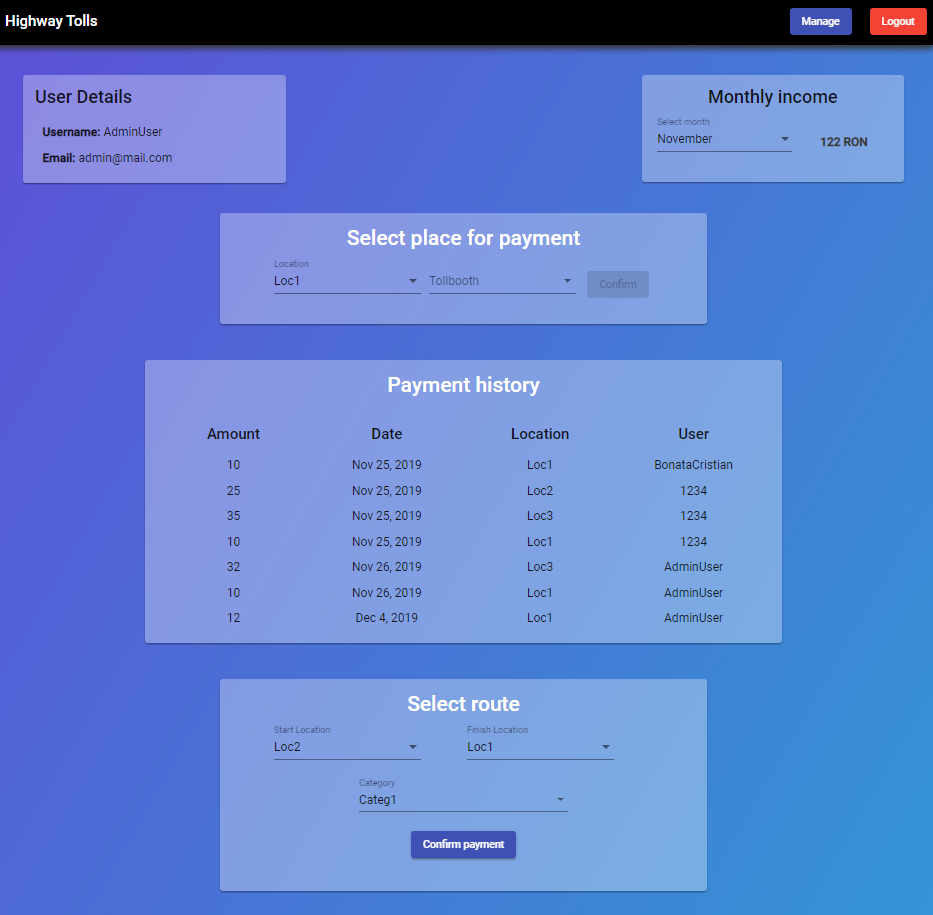 Highway Tolls Manage Logout
User Details
Username: AdminUser
Email: admin@mail.com
Monthly income
Select month
November 122 RON
Select place for payment
Location
Loc1 Tollbooth Confirm
Payment history
Amount Date Location User
10 Nov 25, 2019 Loc1 BonataCristian
25 Nov 25, 2019 Loc2 1234
35 Nov 25, 2019 Loc3 1234
10 Nov 25, 2019 Loc1 1234
32 Nov 26, 2019 Loc3 AdminUser
10 Nov 26, 2019 Loc1 AdminUser
12 Dec 4, 2019 Loc1 AdminUser
Select route
Start Location Finish Location
Loc2 Loc1
Category
Categ1
Confirm payment